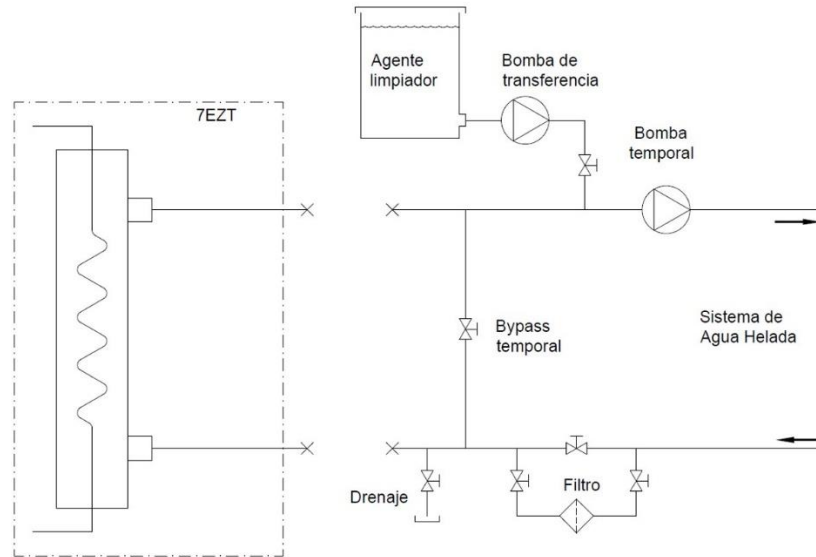 Agente
limpiador
Bomba de
transferencia
7EZT
Bomba
temporal
Bypass
temporal
Sistema de
Agua Helada
Drenaje
Filtro